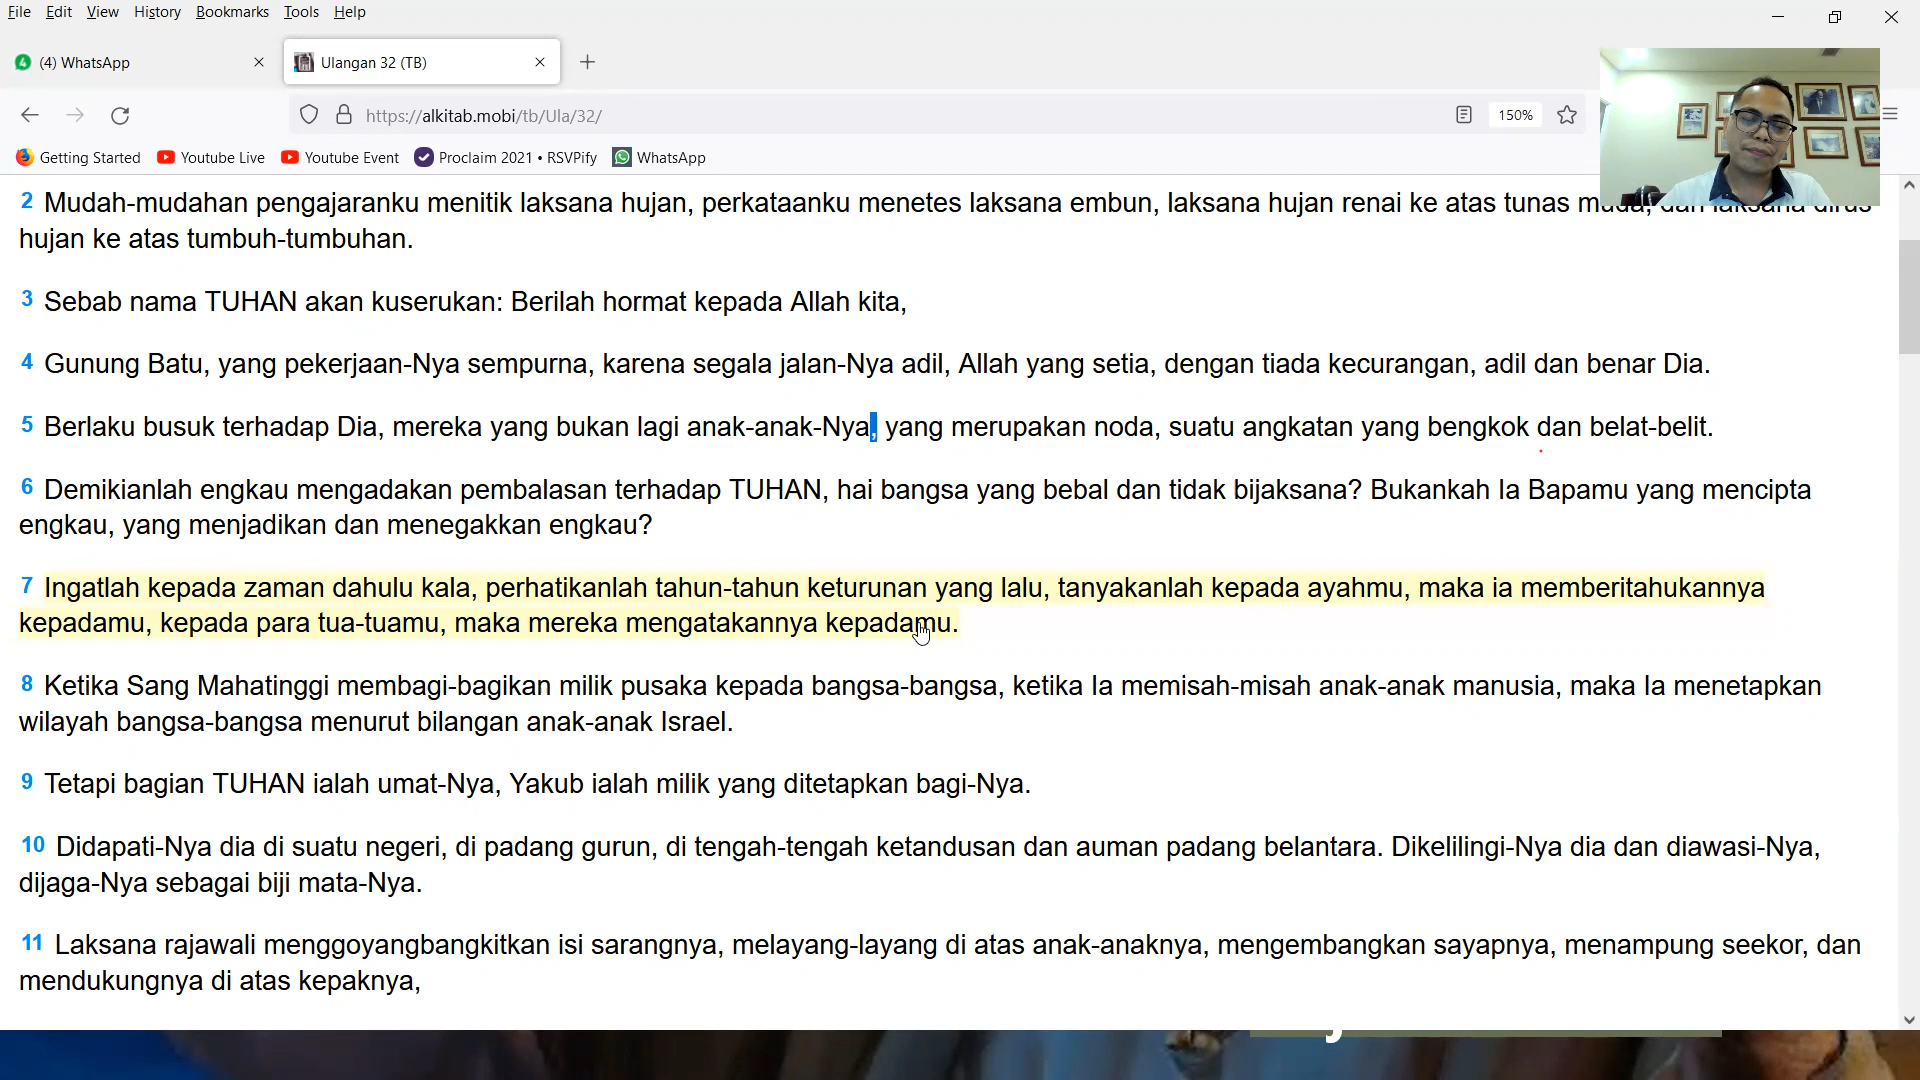 File Edit View History Bookmarks Tools Help
(4) WhatsApp
Ulangan 32 (TB)
https://alkitab.mobi/tb/Ula/32/
150%
Getting Started Youtube Live Youtube Event Proclaim 2021 • RSVPify WhatsApp
2 Mudah-mudahan pengajaranku menitik laksana hujan, perkataanku menetes laksana embun, laksana hujan renai ke atas tunas muda, dan laksana dirus
hujan ke atas tumbuh-tumbuhan.
3 Sebab nama TUHAN akan kuserukan: Berilah hormat kepada Allah kita,
4 Gunung Batu, yang pekerjaan-Nya sempurna, karena segala jalan-Nya adil, Allah yang setia, dengan tiada kecurangan, adil dan benar Dia.
5 Berlaku busuk terhadap Dia, mereka yang bukan lagi anak-anak-Nya, yang merupakan noda, suatu angkatan yang bengkok dan belat-belit.
6 Demikianlah engkau mengadakan pembalasan terhadap TUHAN, hai bangsa yang bebal dan tidak bijaksana? Bukankah Ia Bapamu yang mencipta
engkau, yang menjadikan dan menegakkan engkau?
7 Ingatlah kepada zaman dahulu kala, perhatikanlah tahun-tahun keturunan yang lalu, tanyakanlah kepada ayahmu, maka ia memberitahukannya
kepadamu, kepada para tua-tuamu, maka mereka mengatakannya kepadamu.
8 Ketika Sang Mahatinggi membagi-bagikan milik pusaka kepada bangsa-bangsa, ketika Ia memisah-misah anak-anak manusia, maka Ia menetapkan
wilayah bangsa-bangsa menurut bilangan anak-anak Israel.
9 Tetapi bagian TUHAN ialah umat-Nya, Yakub ialah milik yang ditetapkan bagi-Nya.
10 Didapati-Nya dia di suatu negeri, di padang gurun, di tengah-tengah ketandusan dan auman padang belantara. Dikelilingi-Nya dia dan diawasi-Nya,
dijaga-Nya sebagai biji mata-Nya.
11 Laksana rajawali menggoyangbangkitkan isi sarangnya, melayang-layang di atas anak-anaknya, mengembangkan sayapnya, menampung seekor, dan
mendukungnya di atas kepaknya,